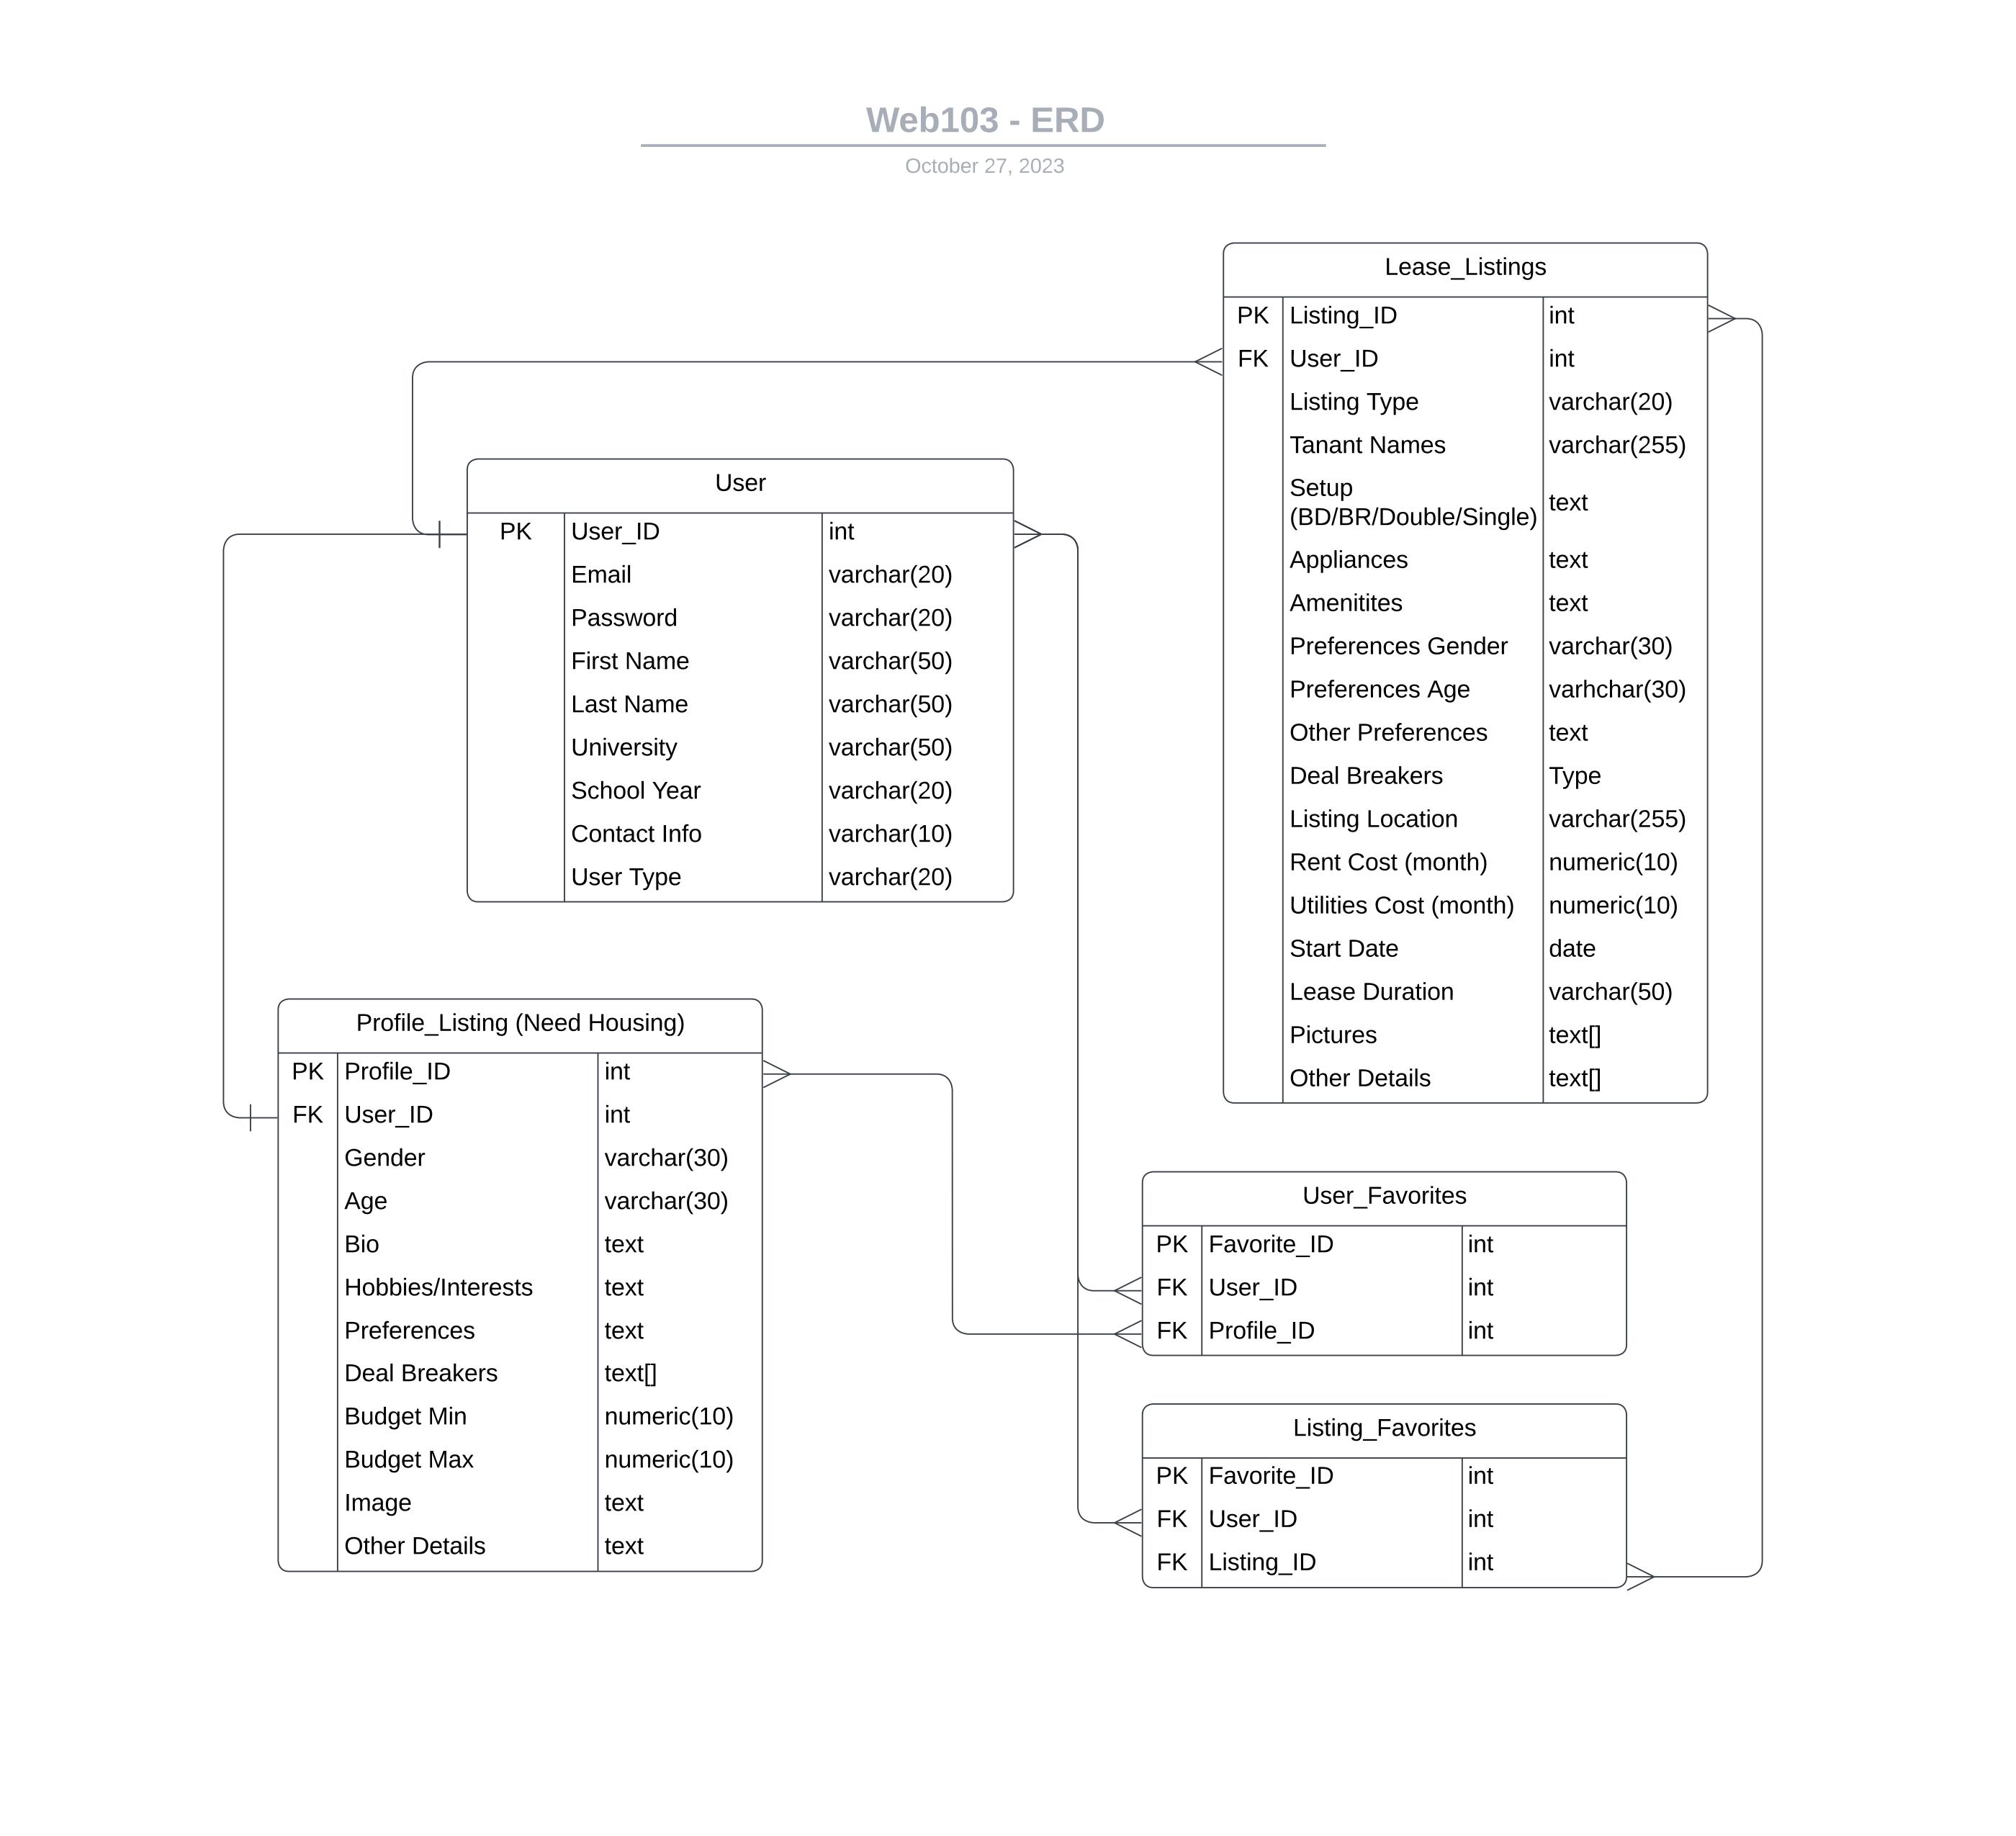 Web103 - ERD
October 27, 2023
Lease_Listings
PK Listing_ID int
FK User_ID int
Listing Type varchar(20)
Tanant Names varchar(255)
Setup
(BD/BR/Double/Single) text
Appliances text
Amenitites text
Preferences Gender varchar(30)
Preferences Age varhchar(30)
Other Preferences text
Deal Breakers Type
Listing Location varchar(255)
Rent Cost (month) numeric(10)
Utilities Cost (month) numeric(10)
Start Date date
Lease Duration varchar(50)
Pictures text[]
Other Details text[]
User
PK User_ID int
Email varchar(20)
Password varchar(20)
First Name varchar(50)
Last Name varchar(50)
University varchar(50)
School Year varchar(20)
Contact Info varchar(10)
User Type varchar(20)
Profile_Listing (Need Housing)
PK Profile_ID int
FK User_ID int
Gender varchar(30)
Age varchar(30)
Bio text
Hobbies/Interests text
Preferences text
Deal Breakers text[]
Budget Min numeric(10)
Budget Max numeric(10)
Image text
Other Details text
User_Favorites
PK Favorite_ID int
FK User_ID int
FK Profile_ID int
Listing_Favorites
PK Favorite_ID int
FK User_ID int
FK Listing_ID int